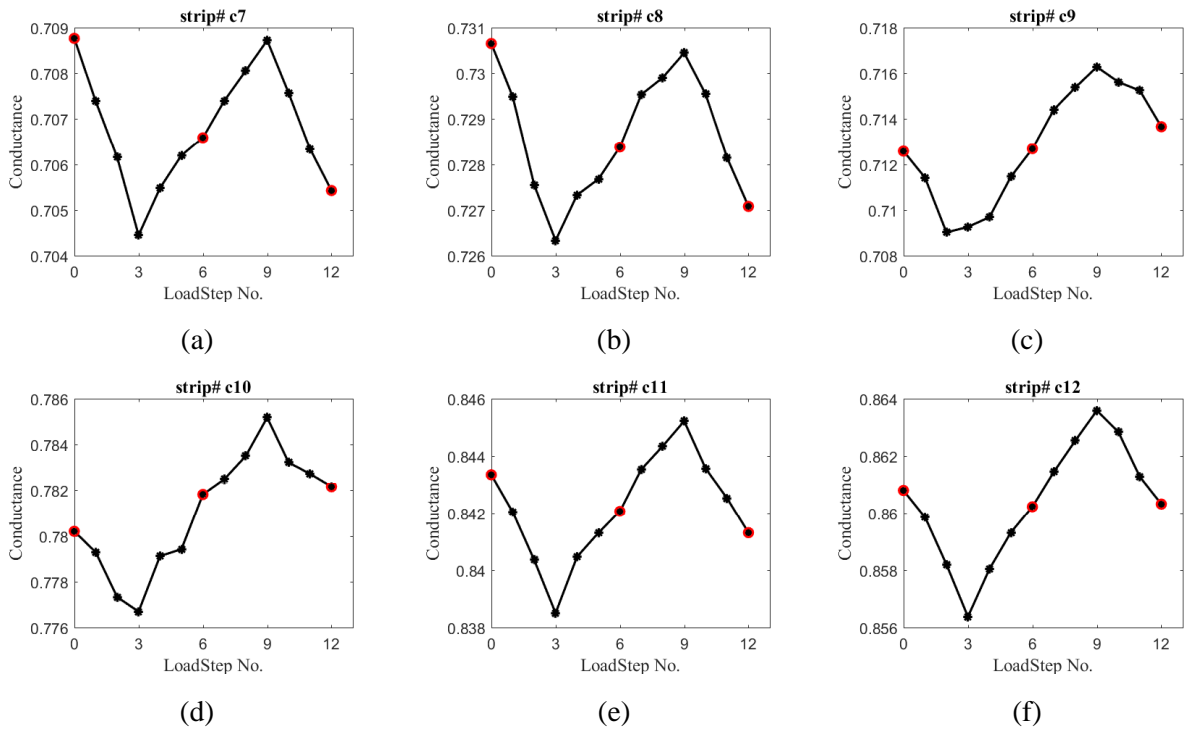 strip# c7
0.709
0.708
0.707
0.706
0.705
0.704
Conductance
0 3 6 9 12
LoadStep No.
(a)
strip# c8
0.731
0.73
0.729
0.728
0.727
0.726
Conductance
0 3 6 9 12
LoadStep No.
(b)
strip# c9
0.718
0.716
0.714
0.712
0.71
0.708
Conductance
0 3 6 9 12
LoadStep No.
(c)
strip# c10
0.786
0.784
0.782
0.78
0.778
0.776
Conductance
0 3 6 9 12
LoadStep No.
(d)
strip# c11
0.846
0.844
0.842
0.84
0.838
Conductance
0 3 6 9 12
LoadStep No.
(e)
strip# c12
0.864
0.862
0.86
0.858
0.856
Conductance
0 3 6 9 12
LoadStep No.
(f)